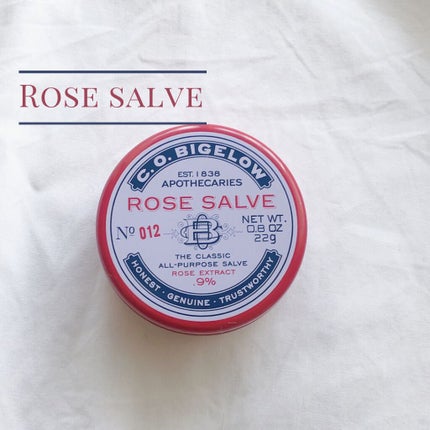 ROSE SALVE
C. O. BIGELOW
EST. 1838
APOTHECARIES
ROSE SALVE
Nº 012
NET WT.
0.8 OZ
22g
THE CLASSIC
ALL-PURPOSE SALVE
ROSE EXTRACT
.9%
HONEST · GENUINE · TRUSTWORTHY